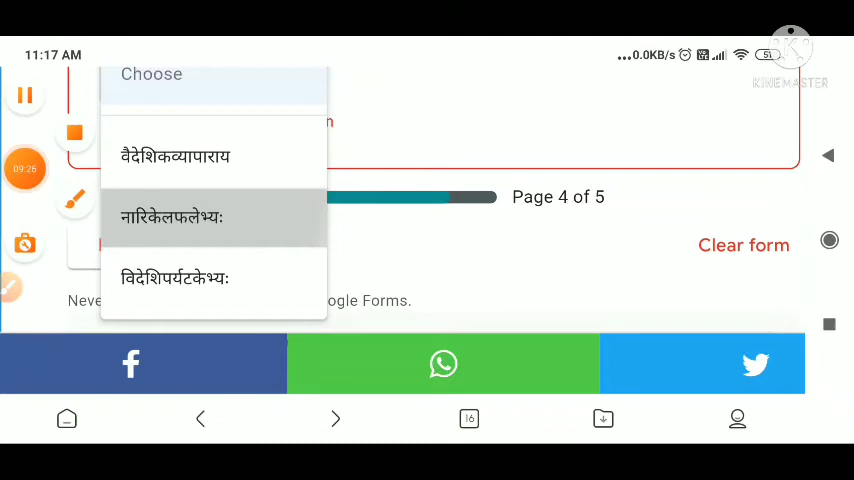 11:17 AM
...0.0KB/s
51
KINEMASTER
Choose
n
वैदेशिकव्यापाराय
09:26
Page 4 of 5
नारिकेलफलेभ्यः
Clear form
विदेशिपर्यटकेभ्यः
Neve
ogle Forms.
16